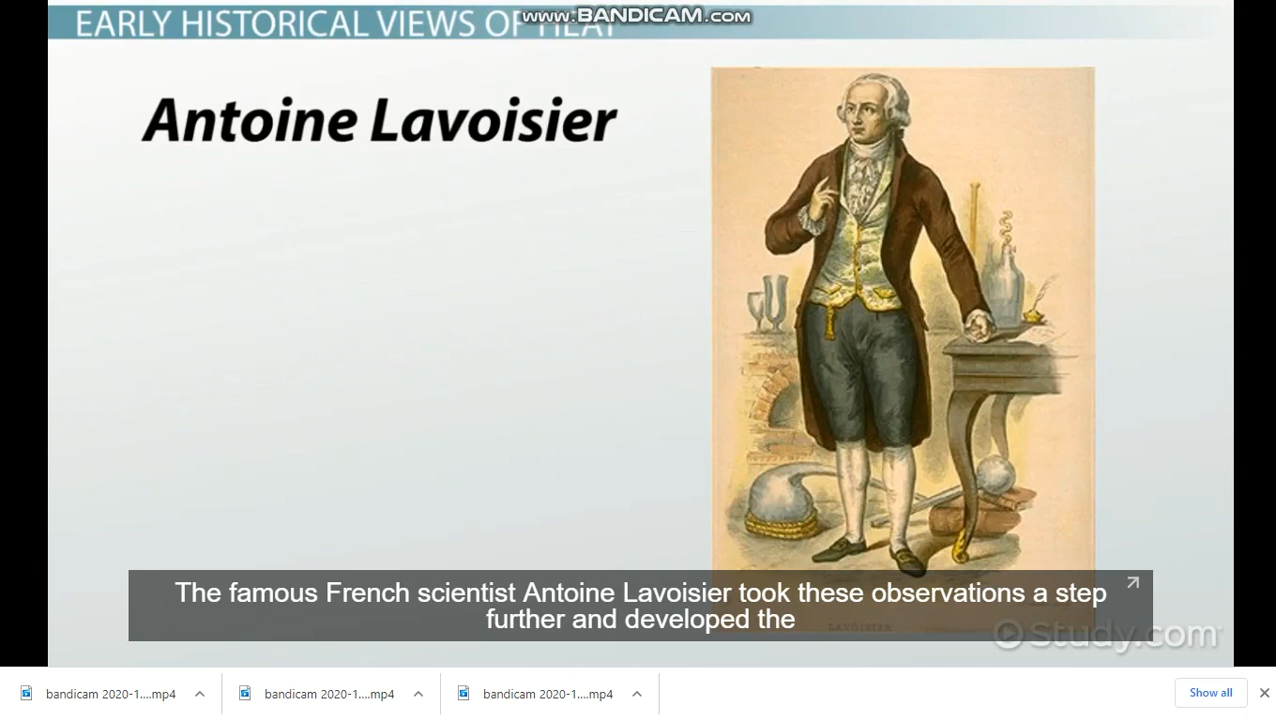 www.BANDICAM.com
EARLY HISTORICAL VIEWS OF HEAT
Antoine Lavoisier
The famous French scientist Antoine Lavoisier took these observations a step
further and developed the
LAVOISIER
Study.com
bandicam 2020-1....mp4
bandicam 2020-1....mp4
bandicam 2020-1....mp4
Show all